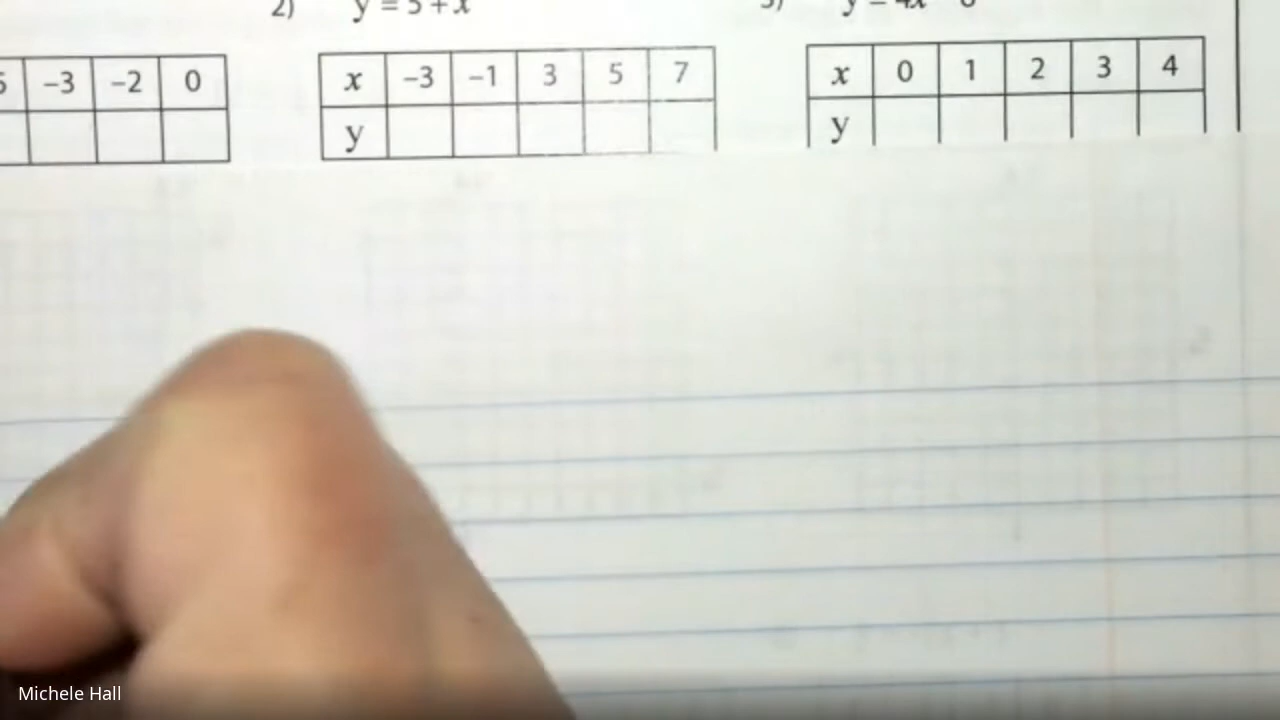 2) y = 5 + x
x -3 -1 3 5 7
y
x 0 1 2 3 4
y
-3 -2 0
Michele Hall